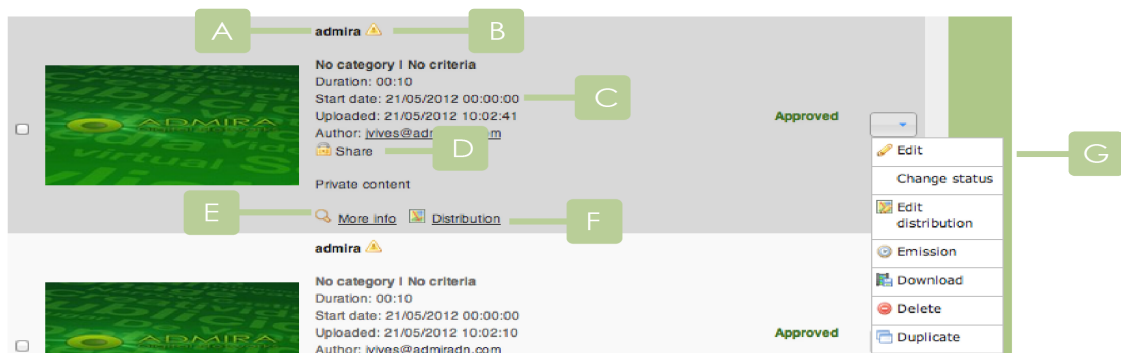 A
admira
B
No category | No criteria
Duration: 00:10
Start date: 21/05/2012 00:00:00
C
Uploaded: 21/05/2012 10:02:41
Author:
Approved
Share
D
Private content
E
More info
Distribution
F
ADMIRA
Edit
Change status
Edit
distribution
Emission
Download
Delete
Duplicate
G
admira
No category | No criteria
Duration: 00:10
Start date: 21/05/2012 00:00:00
Uploaded: 21/05/2012 10:02:10
Author: jvives@admiradn.com
Approved
ADMIRA